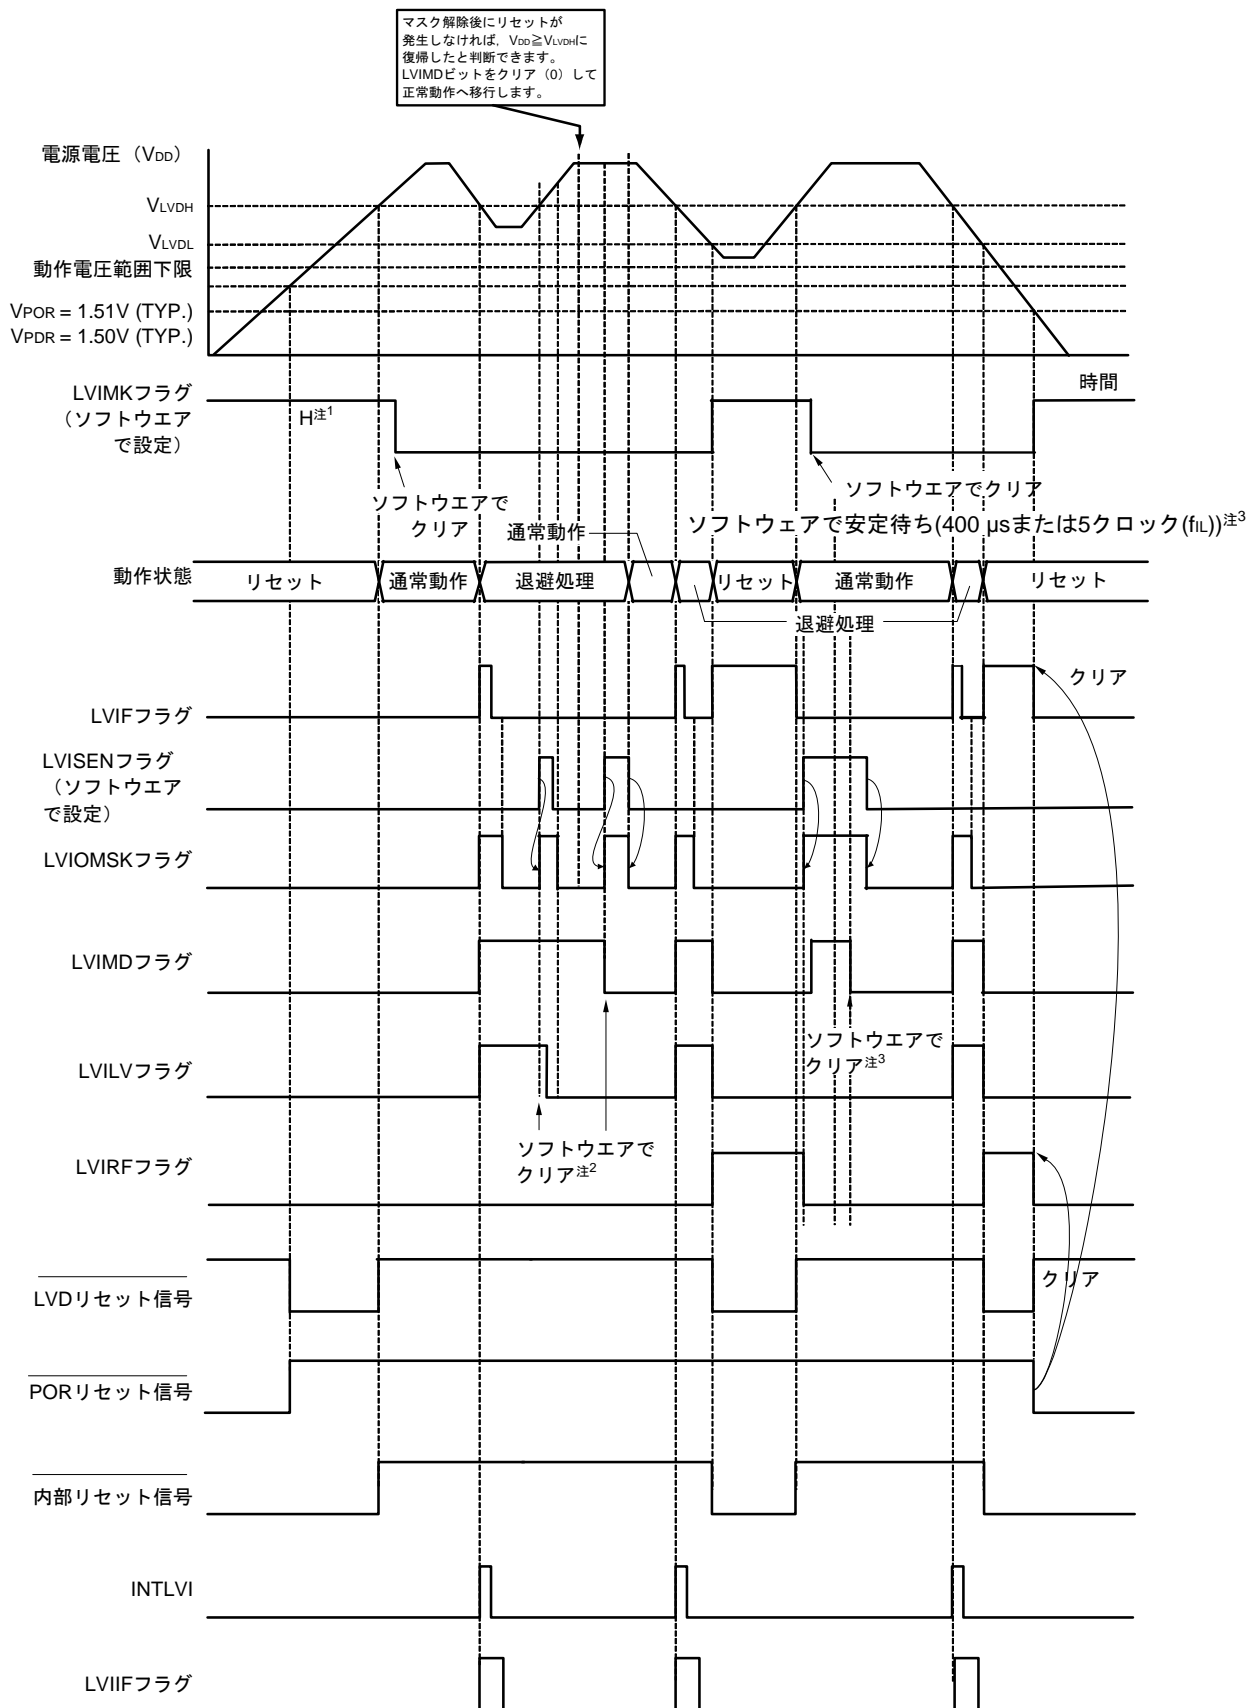 マスク解除後にリセットが
発生しなければ，VDD≧VLVDHに
復帰したと判断できます。
LVIMDビットをクリア（0）して
正常動作へ移行します。
電源電圧（VDD）
VLVDH
VLVDL
動作電圧範囲下限
VPOR = 1.51V (TYP.)
VPDR = 1.50V (TYP.)
時間
LVIMKフラグ
（ソフトウエア
で設定）
H注1
ソフトウエアで
クリア
ソフトウエアでクリア
通常動作
ソフトウェアで安定待ち(400 µsまたは5クロック(fIL))注3
動作状態
リセット
通常動作
退避処理
リセット
通常動作
リセット
退避処理
LVIFフラグ
クリア
LVISENフラグ
（ソフトウエア
で設定）
LVIOMSKフラグ
LVIMDフラグ
ソフトウエアで
クリア注3
LVILVフラグ
ソフトウエアで
クリア注2
LVIRFフラグ
クリア
LVDリセット信号
PORリセット信号
内部リセット信号
INTLVI
LVIIFフラグ